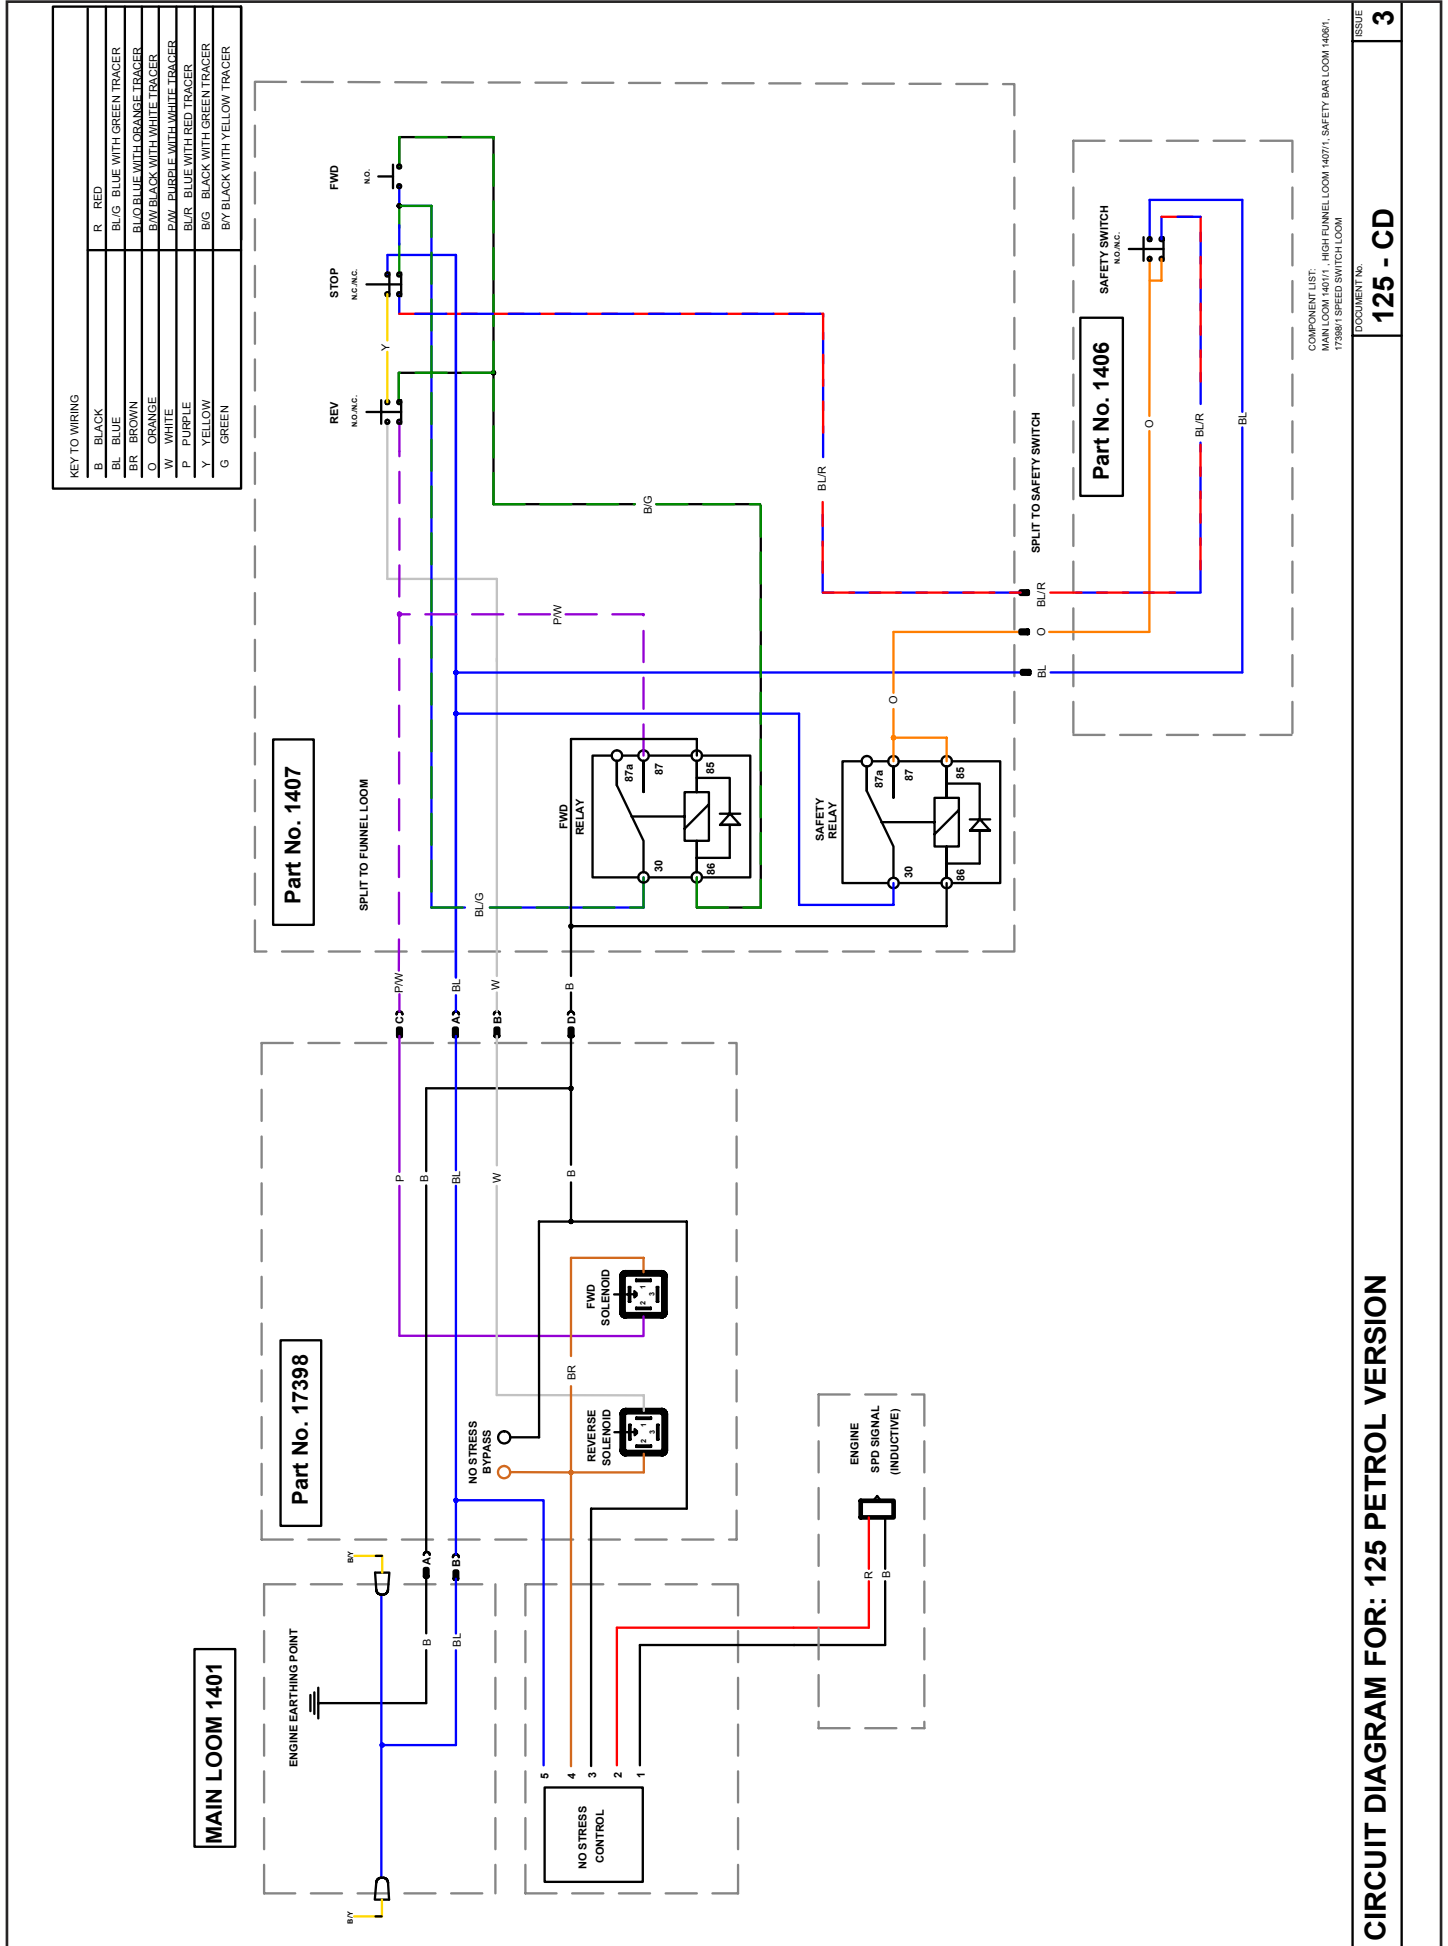 KEY TO WIRING
B BLACK R RED
BL BLUE BL/G BLUE WITH GREEN TRACER
BR BROWN BL/O BLUE WITH ORANGE TRACER
O ORANGE B/W BLACK WITH WHITE TRACER
W WHITE P/W PURPLE WITH WHITE TRACER
P PURPLE BL/R BLUE WITH RED TRACER
Y YELLOW B/G BLACK WITH GREEN TRACER
G GREEN B/Y BLACK WITH YELLOW TRACER
MAIN LOOM 1401
ENGINE EARTHING POINT
B/Y
B/Y
B
BL
A
B
NO STRESS
CONTROL
5
4
3
2
1
Part No. 17398
NO STRESS
BYPASS
REVERSE
SOLENOID
1
2
3
FWD
SOLENOID
1
2
3
BR
P
B
BL
W
B
ENGINE
SPD SIGNAL
(INDUCTIVE)
R
B
C
A
B
D
P/W
BL
W
B
Part No. 1407
SPLIT TO FUNNEL LOOM
REV
N.O./N.C.
STOP
N.C./N.C.
FWD
N.O.
Y
P/W
B/G
BL/G
BL/R
FWD
RELAY
87a
87
85
30
86
SAFETY
RELAY
87a
87
85
30
86
O
SPLIT TO SAFETY SWITCH
BL/R
O
BL
Part No. 1406
SAFETY SWITCH
N.O./N.C.
O
BL/R
BL
COMPONENT LIST:
MAIN LOOM 1401/1 , HIGH FUNNEL LOOM 1407/1, SAFETY BAR LOOM 1406/1,
17398/1 SPEED SWITCH LOOM
CIRCUIT DIAGRAM FOR: 125 PETROL VERSION
DOCUMENT No.
125 - CD
ISSUE
3